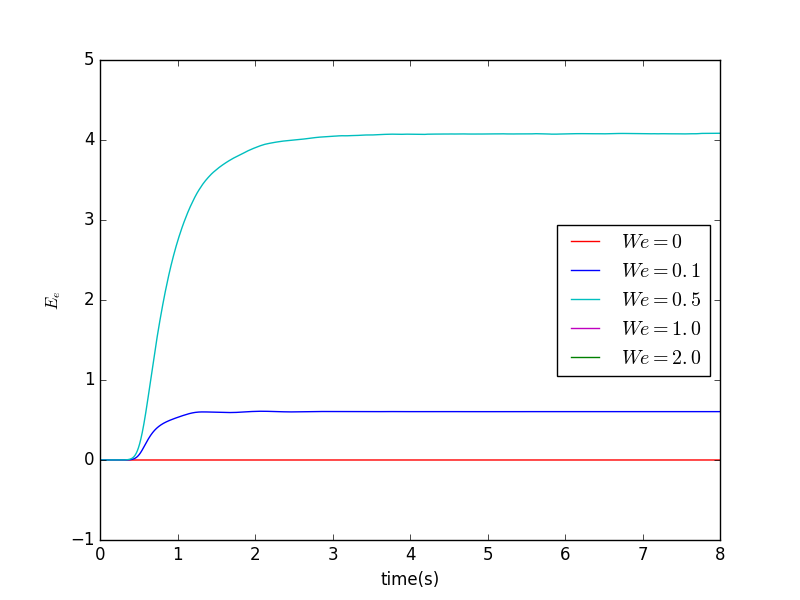 5
4
3
2
1
0
−1
E_e
We = 0
We = 0.1
We = 0.5
We = 1.0
We = 2.0
0 1 2 3 4 5 6 7 8
time(s)